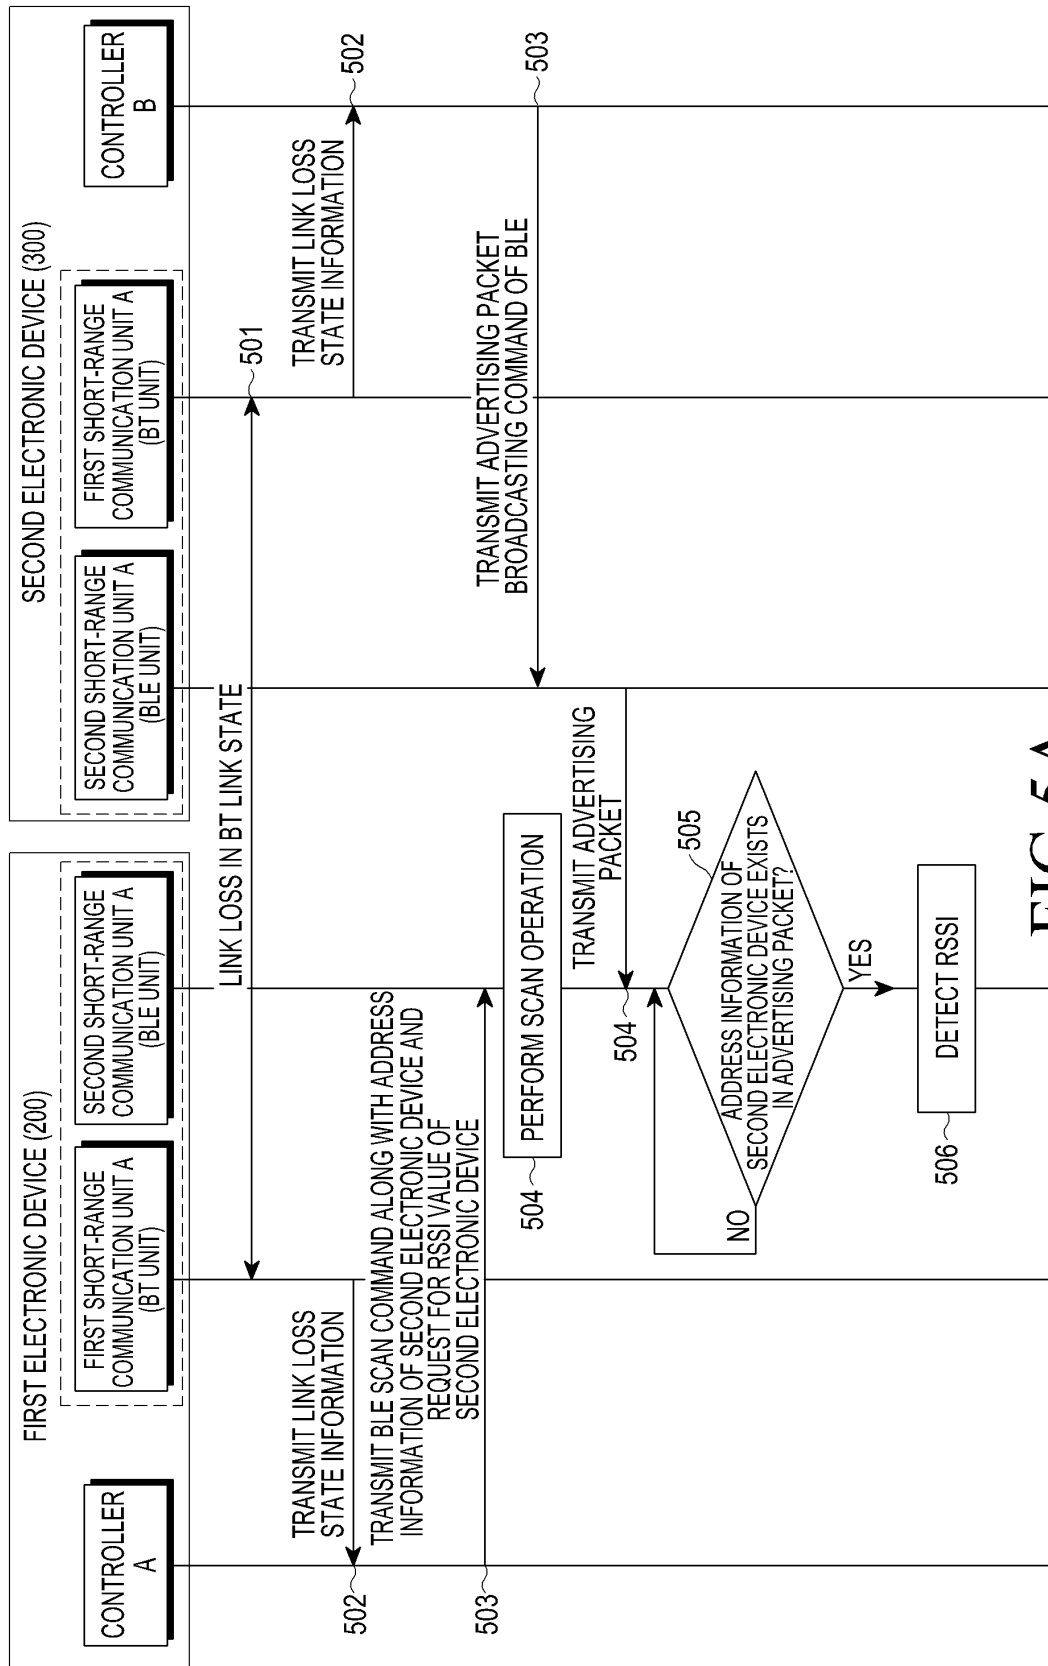 FIRST ELECTRONIC DEVICE (200)
SECOND ELECTRONIC DEVICE (300)
CONTROLLER
A
FIRST SHORT-RANGE
COMMUNICATION UNIT A
(BT UNIT)
SECOND SHORT-RANGE
COMMUNICATION UNIT A
(BLE UNIT)
SECOND SHORT-RANGE
COMMUNICATION UNIT A
(BLE UNIT)
FIRST SHORT-RANGE
COMMUNICATION UNIT A
(BT UNIT)
CONTROLLER
B
LINK LOSS IN BT LINK STATE
501
TRANSMIT LINK LOSS
STATE INFORMATION
502
TRANSMIT LINK LOSS
STATE INFORMATION
502
TRANSMIT BLE SCAN COMMAND ALONG WITH ADDRESS
INFORMATION OF SECOND ELECTRONIC DEVICE AND
REQUEST FOR RSSI VALUE OF
SECOND ELECTRONIC DEVICE
503
TRANSMIT ADVERTISING PACKET
BROADCASTING COMMAND OF BLE
503
504
PERFORM SCAN OPERATION
TRANSMIT ADVERTISING
PACKET
504
505
ADDRESS INFORMATION OF
SECOND ELECTRONIC DEVICE EXISTS
IN ADVERTISING PACKET?
NO
YES
506
DETECT RSSI
FIG.5A